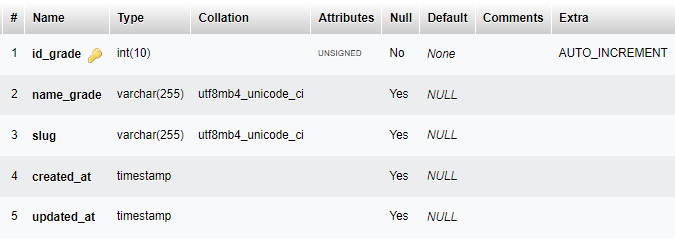 # Name Type Collation Attributes Null Default Comments Extra
1 id_grade int(10) UNSIGNED No None AUTO_INCREMENT
2 name_grade varchar(255) utf8mb4_unicode_ci Yes NULL
3 slug varchar(255) utf8mb4_unicode_ci Yes NULL
4 created_at timestamp Yes NULL
5 updated_at timestamp Yes NULL